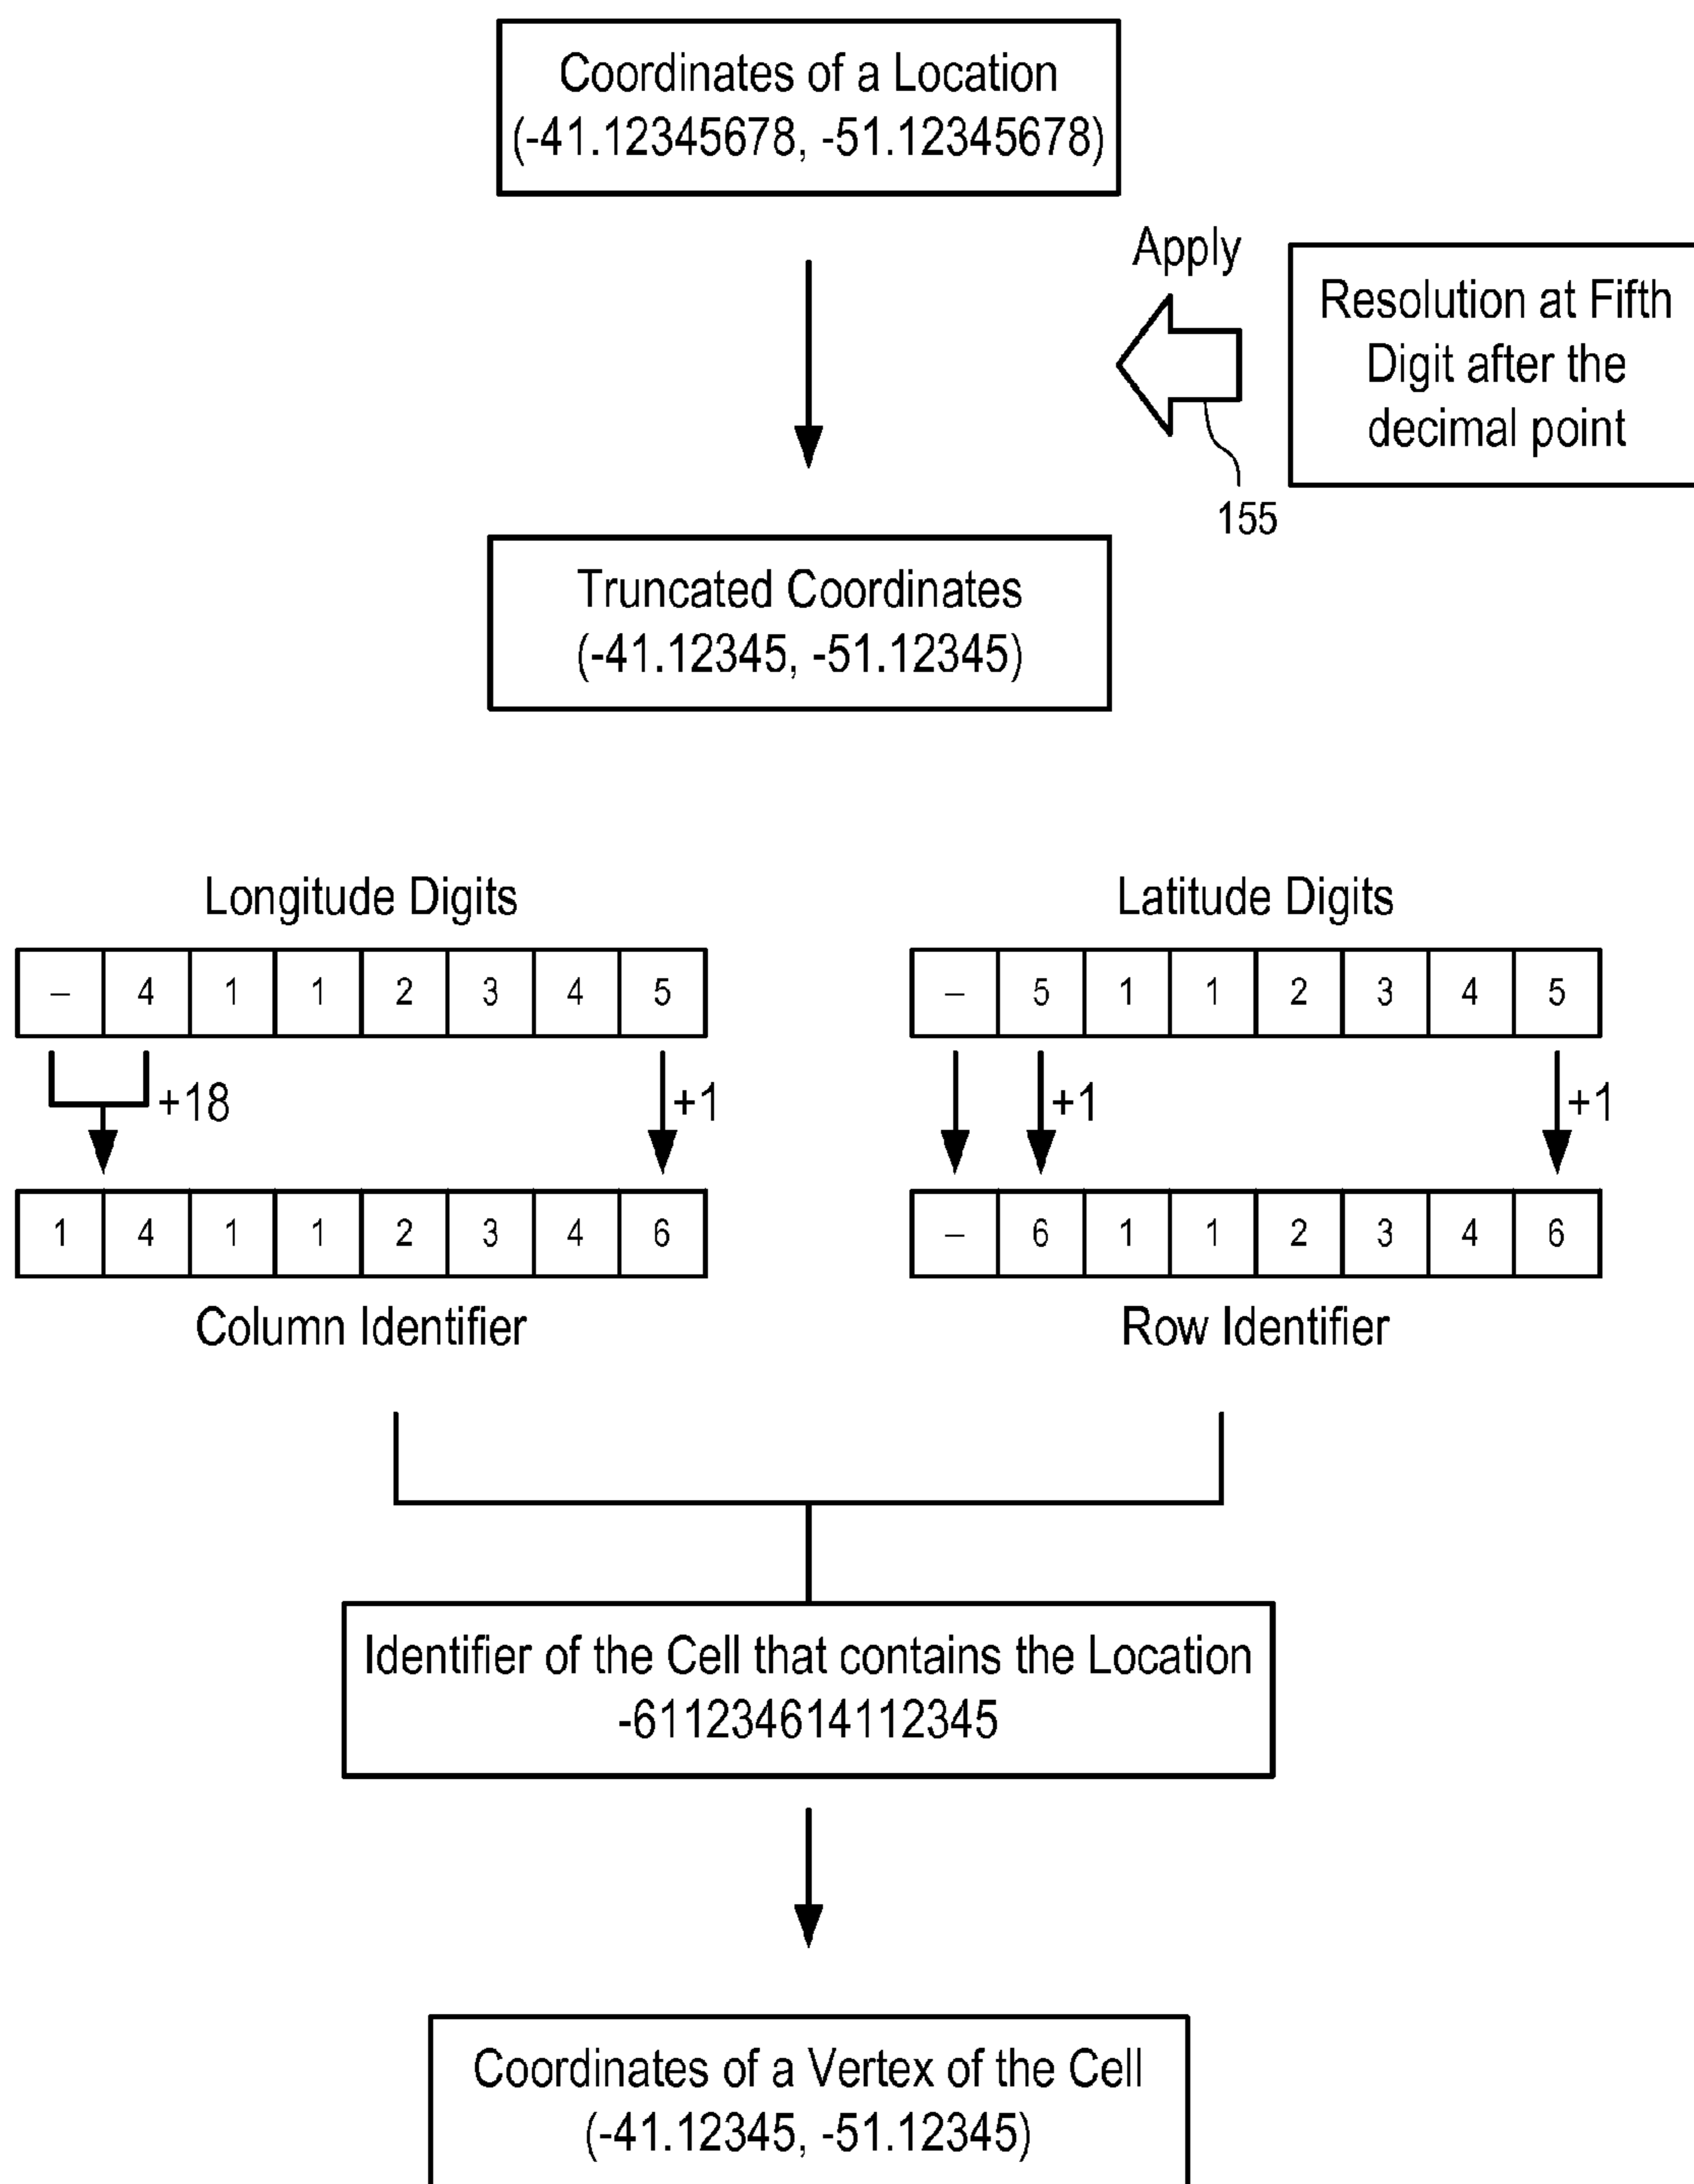 Coordinates of a Location
(-41.12345678, -51.12345678)
Apply
Resolution at Fifth
Digit after the
decimal point
155
Truncated Coordinates
(-41.12345, -51.12345)
Longitude Digits
– 4 1 1 2 3 4 5
+18 +1
1 4 1 1 2 3 4 6
Column Identifier
Latitude Digits
– 5 1 1 2 3 4 5
+1 +1
– 6 1 1 2 3 4 6
Row Identifier
Identifier of the Cell that contains the Location
-611234614112345
Coordinates of a Vertex of the Cell
(-41.12345, -51.12345)